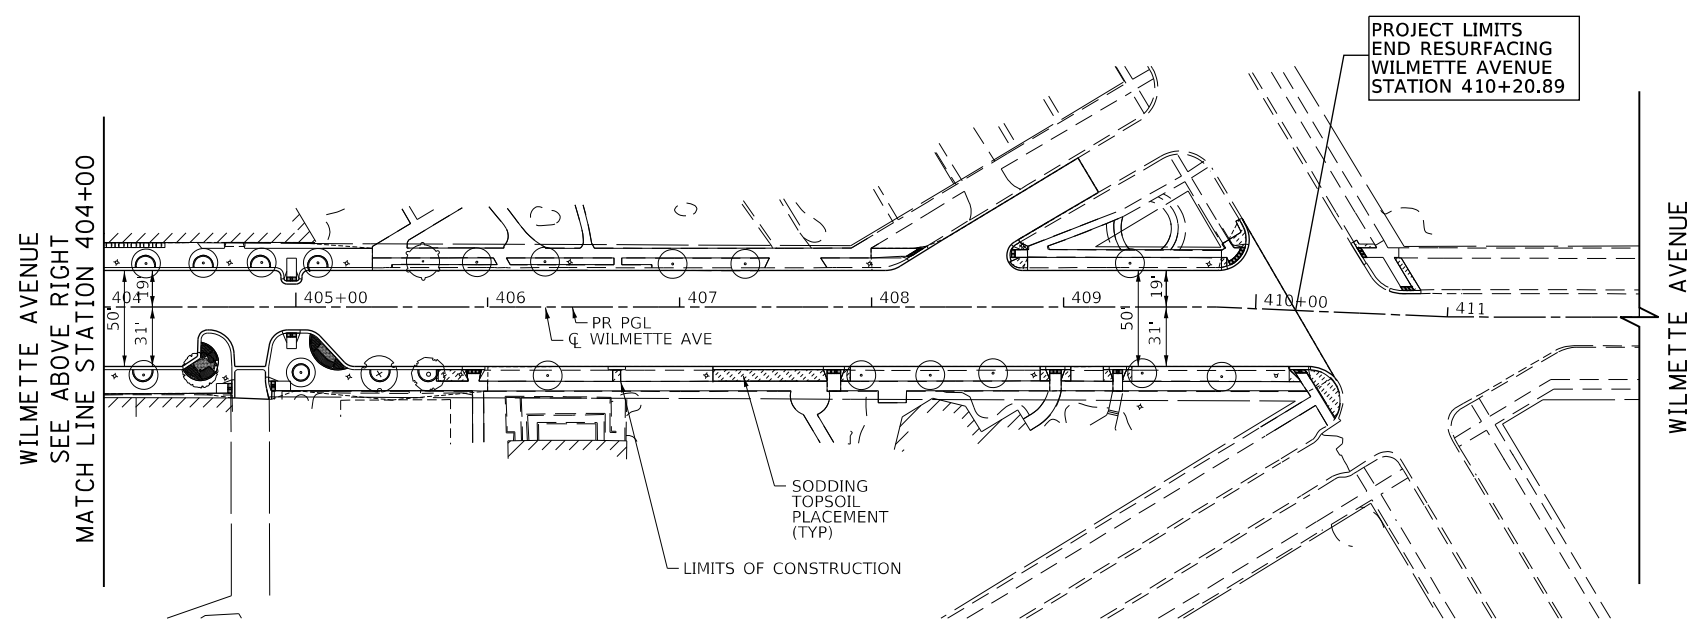 PROJECT LIMITS
END RESURFACING
WILMETTE AVENUE
STATION 410+20.89
WILMETTE AVENUE
SEE ABOVE RIGHT
MATCH LINE STATION 404+00
404
50'
19'
31'
405+00
406
407
408
409
410+00
411
50'
19'
31'
PR PGL
℄ WILMETTE AVE
SODDING
TOPSOIL
PLACEMENT
(TYP)
LIMITS OF CONSTRUCTION
WILMETTE AVENUE